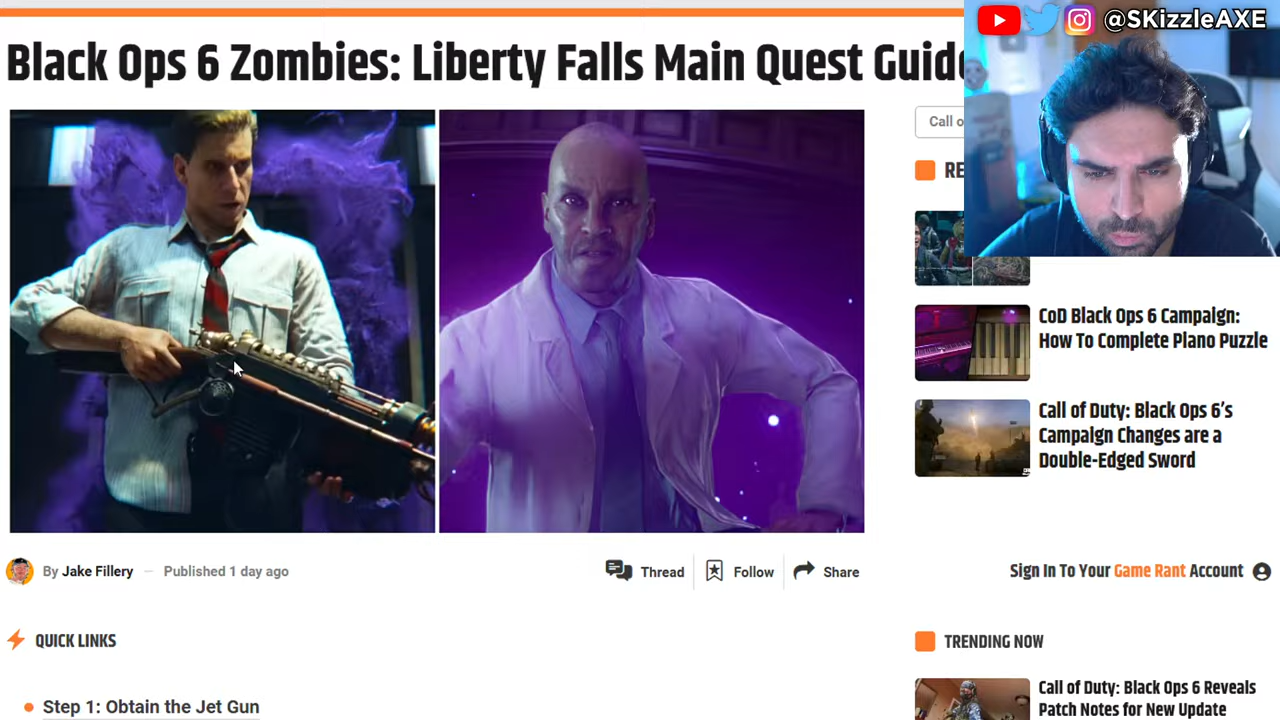 @SKizzleAXE
Black Ops 6 Zombies: Liberty Falls Main Quest Guide
Call o
RE
CoD Black Ops 6 Campaign:
How To Complete Piano Puzzle
Call of Duty: Black Ops 6's
Campaign Changes are a
Double-Edged Sword
By Jake Fillery — Published 1 day ago
Thread
Follow
Share
Sign In To Your Game Rant Account
QUICK LINKS
TRENDING NOW
Step 1: Obtain the Jet Gun
Call of Duty: Black Ops 6 Reveals
Patch Notes for New Update